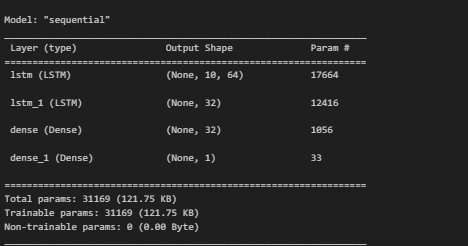 Model: "sequential"
Layer (type) Output Shape Param #
lstm (LSTM) (None, 10, 64) 17664
lstm_1 (LSTM) (None, 32) 12416
dense (Dense) (None, 32) 1056
dense_1 (Dense) (None, 1) 33
Total params: 31169 (121.75 KB)
Trainable params: 31169 (121.75 KB)
Non-trainable params: 0 (0.00 Byte)